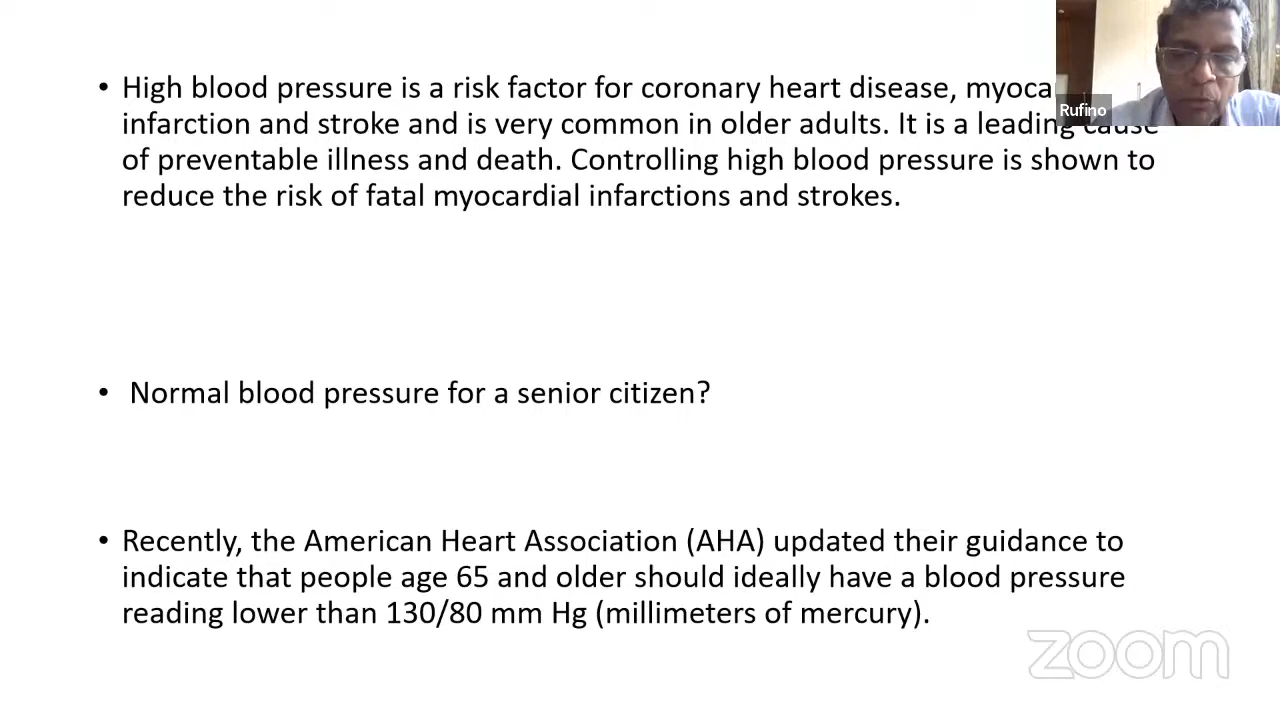 • High blood pressure is a risk factor for coronary heart disease,
Rufino
infarction and stroke and is very common in older adults. It is a leading cause
of preventable illness and death. Controlling high blood pressure is shown to
reduce the risk of fatal myocardial infarctions and strokes.
• Normal blood pressure for a senior citizen?
• Recently, the American Heart Association (AHA) updated their guidance to
indicate that people age 65 and older should ideally have a blood pressure
reading lower than 130/80 mm Hg (millimeters of mercury).
zoom